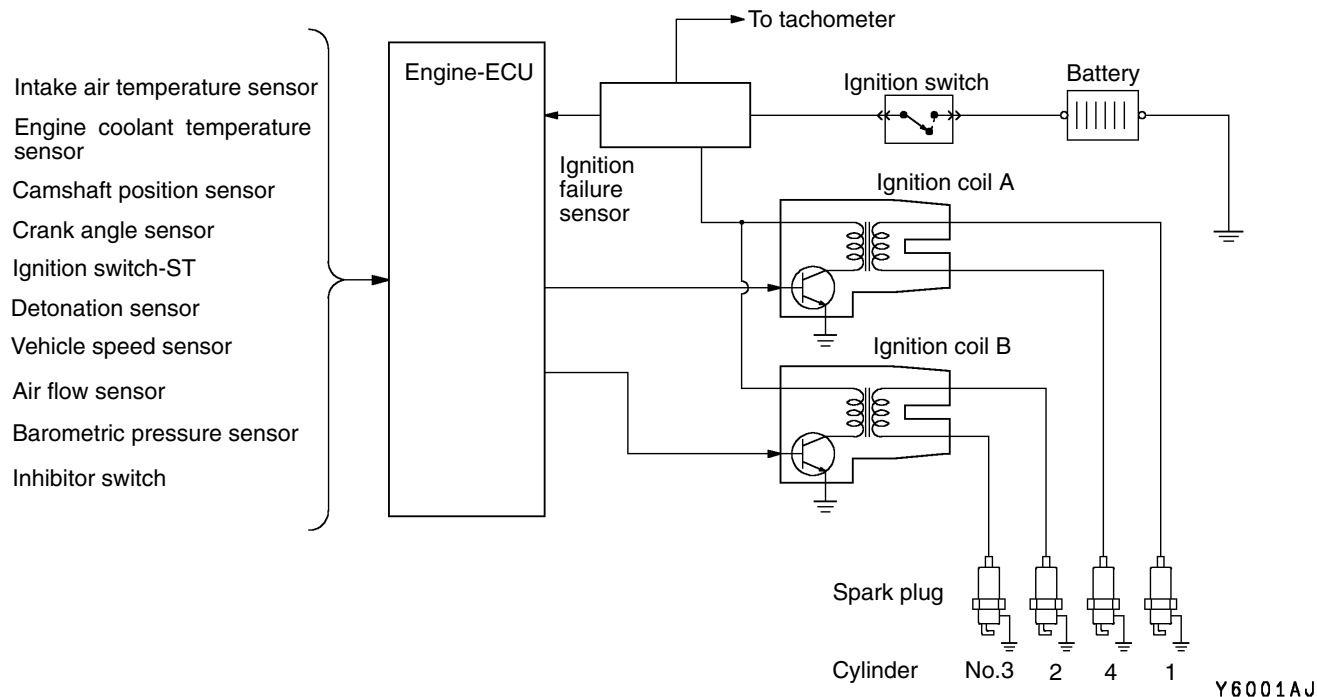 To tachometer
Engine-ECU
Ignition switch
Battery
Intake air temperature sensor
Engine coolant temperature
sensor
Camshaft position sensor
Crank angle sensor
Ignition switch-ST
Detonation sensor
Vehicle speed sensor
Air flow sensor
Barometric pressure sensor
Inhibitor switch
Ignition
failure
sensor
Ignition coil A
Ignition coil B
Spark plug
Cylinder No.3 2 4 1
Y6001AJ